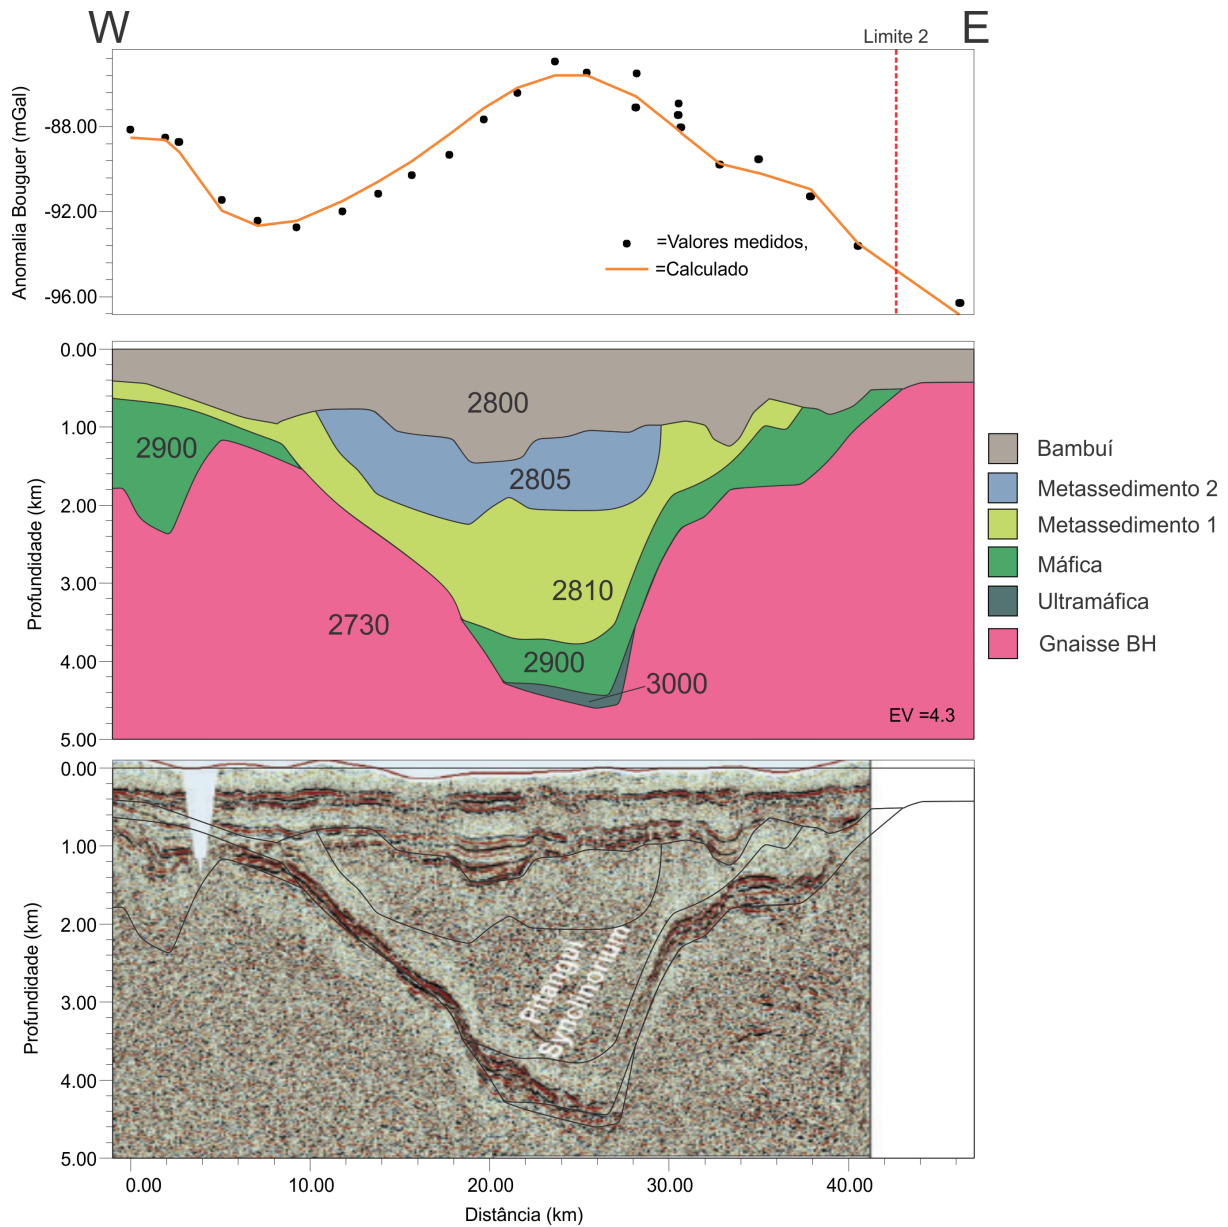 W
E
Limite 2
Anomalia Bouguer (mGal)
-88.00
-92.00
-96.00
=Valores medidos,
=Calculado
Profundidade (km)
0.00
1.00
2.00
3.00
4.00
5.00
2800
2900
2805
2810
2730
2900
3000
EV =4.3
Bambuí
Metassedimento 2
Metassedimento 1
Máfica
Ultramáfica
Gnaisse BH
Profundidade (km)
0.00
1.00
2.00
3.00
4.00
5.00
Pitangui
Synclinorium
0.00
10.00
20.00
30.00
40.00
Distância (km)